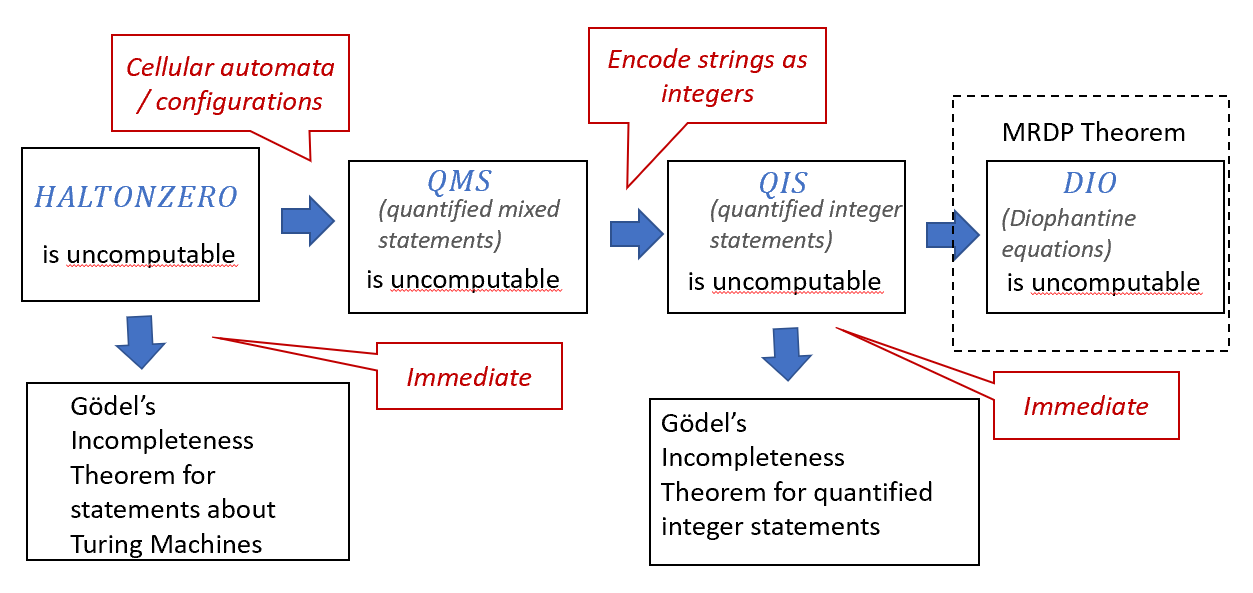 Cellular automata
/ configurations
Encode strings as
integers
MRDP Theorem
HALTONZERO
is uncomputable
QMS
(quantified mixed
statements)
is uncomputable
QIS
(quantified integer
statements)
is uncomputable
DIO
(Diophantine
equations)
is uncomputable
Immediate
Immediate
Gödel’s
Incompleteness
Theorem for
statements about
Turing Machines
Gödel’s
Incompleteness
Theorem for quantified
integer statements